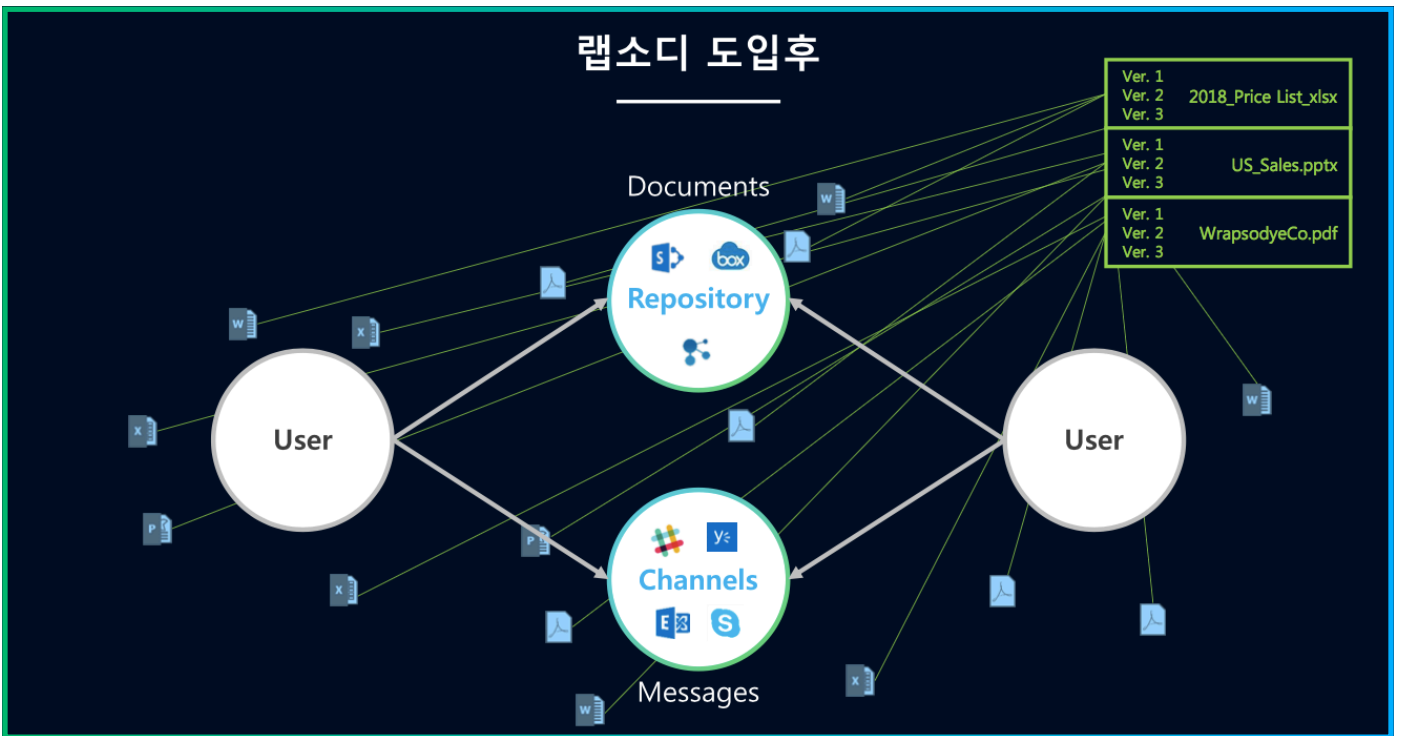 랩소디 도입후
Ver. 1
Ver. 2
Ver. 3
2018_Price List_xlsx
Ver. 1
Ver. 2
Ver. 3
US_Sales.pptx
Ver. 1
Ver. 2
Ver. 3
WrapsodyeCo.pdf
Documents
S
box
Repository
User
User
Channels
Messages
W
W
X
X
P
P
X
W
X
W
y
E
S